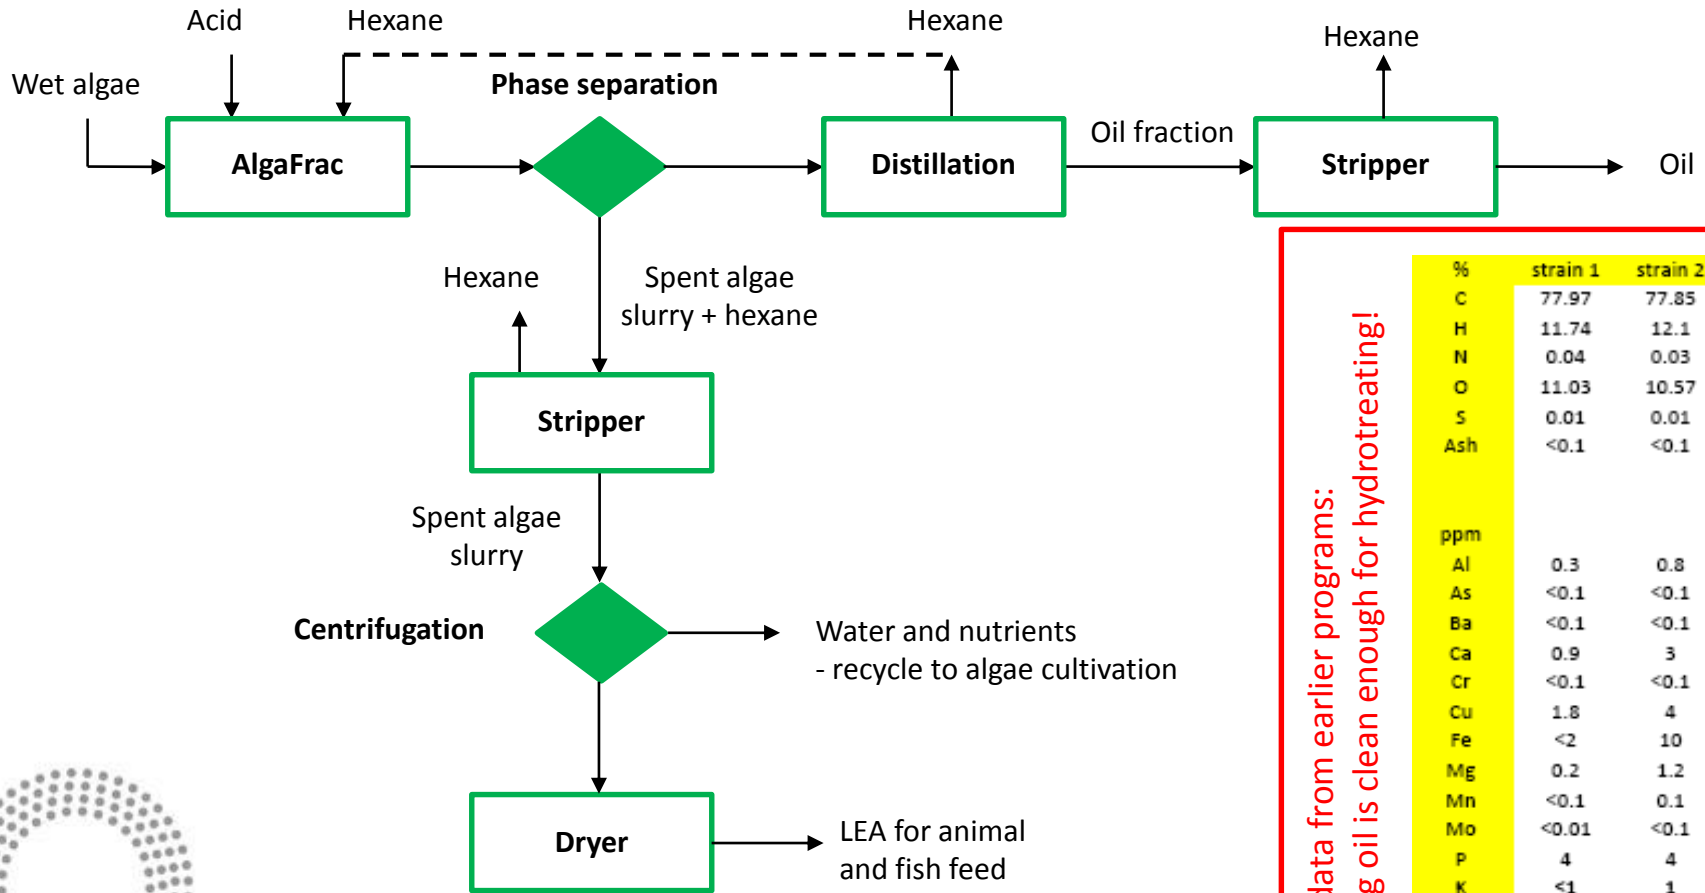 Acid
Hexane
Hexane
Hexane
Wet algae
Phase separation
AlgaFrac
Distillation
Oil fraction
Stripper
Oil
Hexane
Spent algae
slurry + hexane
Stripper
Spent algae
slurry
Centrifugation
Water and nutrients
- recycle to algae cultivation
Dryer
LEA for animal
and fish feed
data from earlier programs:
oil is clean enough for hydrotreating!
% strain 1 strain 2
C 77.97 77.85
H 11.74 12.1
N 0.04 0.03
O 11.03 10.57
S 0.01 0.01
Ash <0.1 <0.1
ppm
Al 0.3 0.8
As <0.1 <0.1
Ba <0.1 <0.1
Ca 0.9 3
Cr <0.1 <0.1
Cu 1.8 4
Fe <2 10
Mg 0.2 1.2
Mn <0.1 0.1
Mo <0.01 <0.1
P 4 4
K <1 1